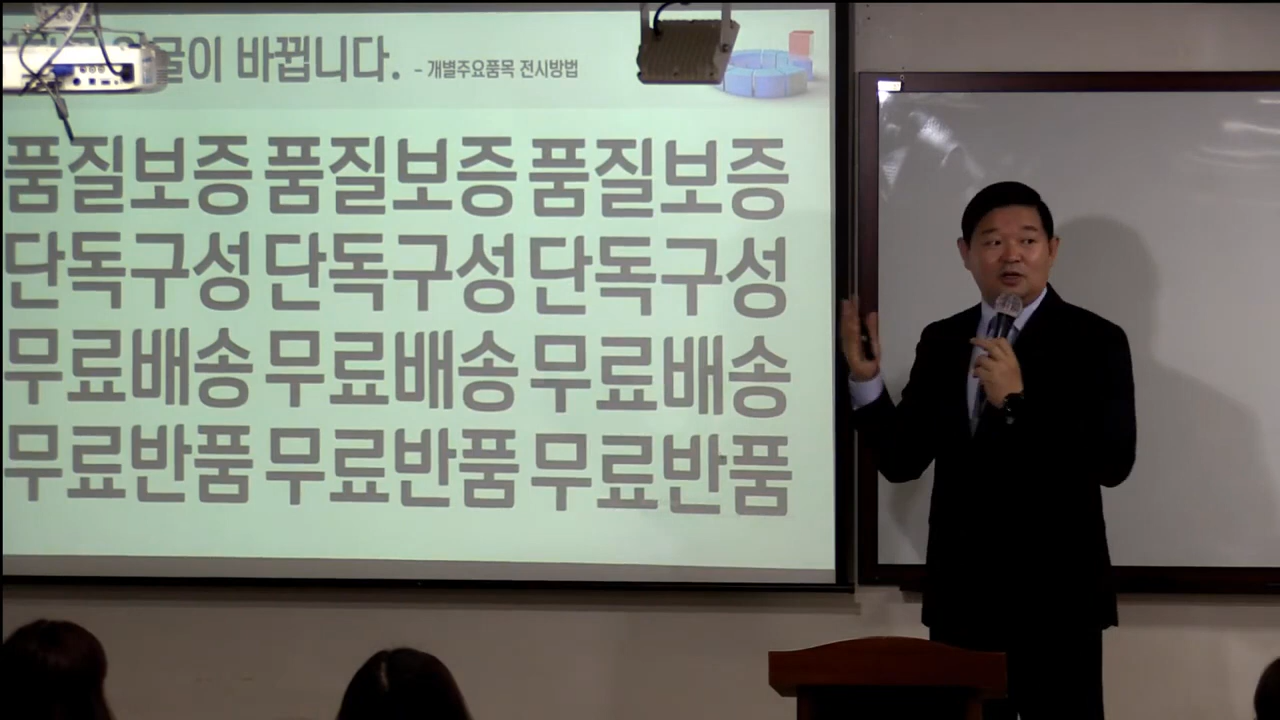 바뀝니다. - 개별주요품목 전시방법
품질보증 품질보증 품질보증
단독구성 단독구성 단독구성
무료배송 무료배송 무료배송
무료반품 무료반품 무료반품